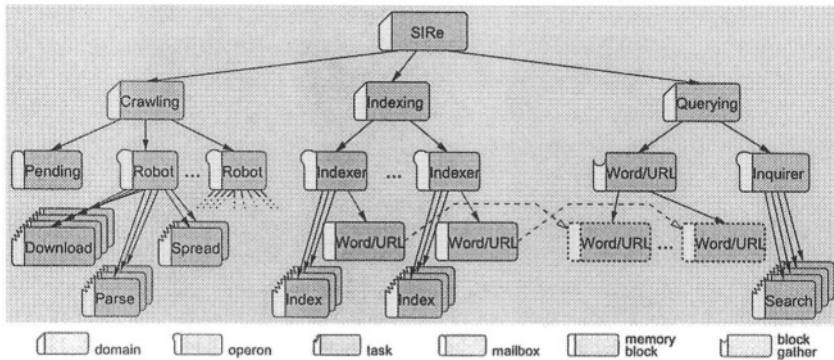 SIRe
Crawling Indexing Querying
Pending Robot ... Robot Indexer ... Indexer Word/URL Inquirer
Download Spread Word/URL Word/URL Word/URL ... Word/URL
Parse Index Index Search
domain operon task mailbox memory block block gather